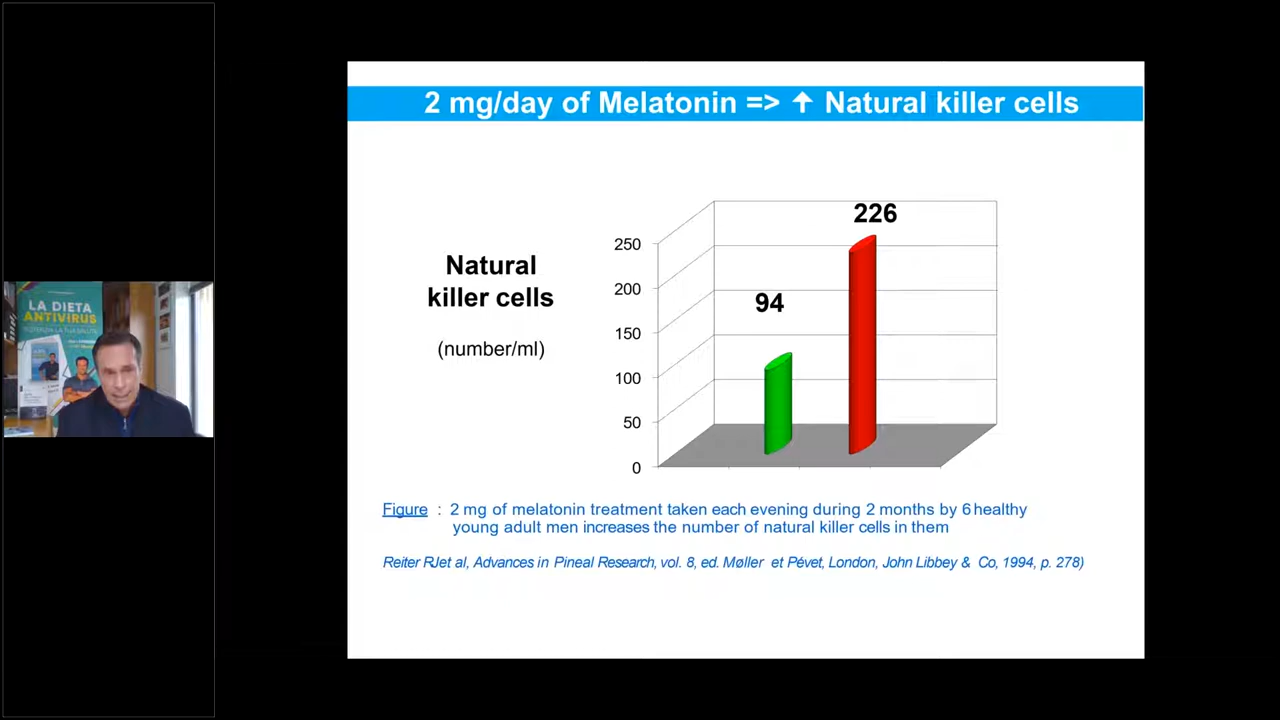 2 mg/day of Melatonin => ↑ Natural killer cells
Natural
killer cells
(number/ml)
250
200
150
100
50
0
94
226
Figure : 2 mg of melatonin treatment taken each evening during 2 months by 6 healthy
young adult men increases the number of natural killer cells in them
Reiter RJet al, Advances in Pineal Research, vol. 8, ed. Møller et Pévet, London, John Libbey & Co, 1994, p. 278)
LA DIETA
ANTIVIRUS